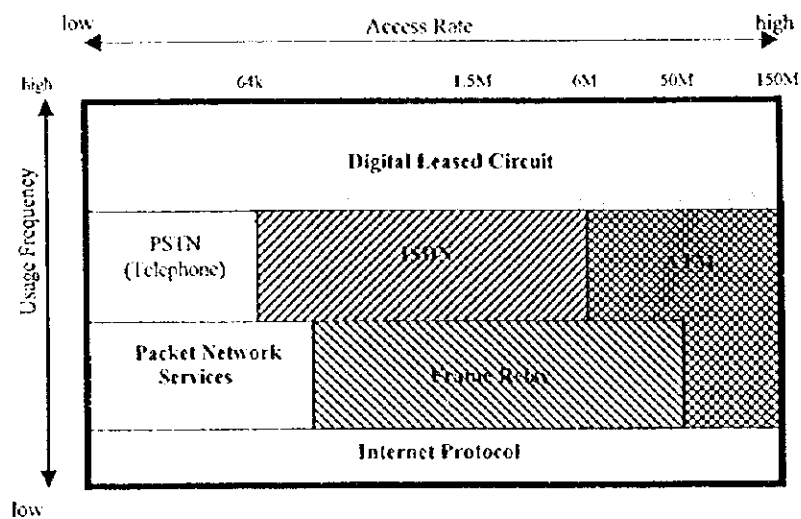 low Access Rate high
high 64k 1.5M 6M 50M 150M
Digital Leased Circuit
Usage Frequency
PSTN
(Telephone)
ISDN
ATM
Packet Network
Services
Frame Relay
Internet Protocol
low